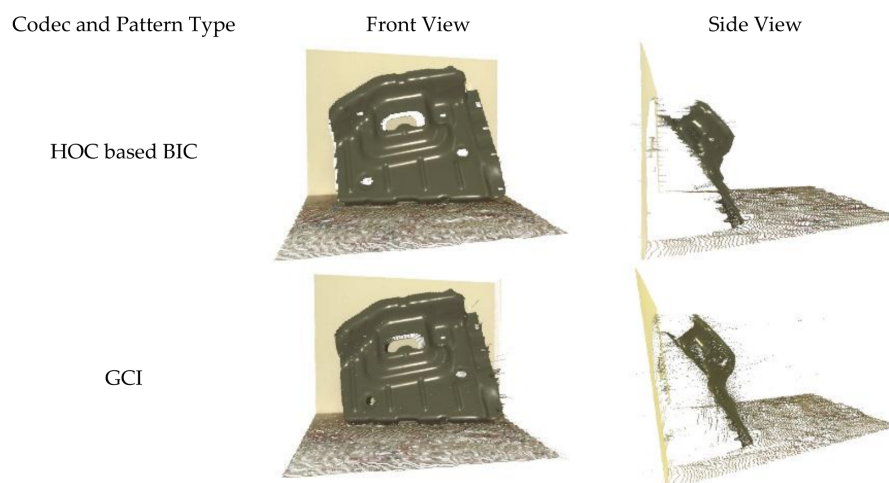 Codec and Pattern Type
Front View
Side View
HOC based BIC
GCI